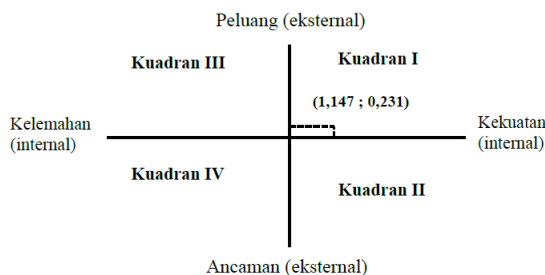 Peluang (eksternal)
Kuadran III
Kuadran I
(1,147 ; 0,231)
Kelemahan
(internal)
Kekuatan
(internal)
Kuadran IV
Kuadran II
Ancaman (eksternal)